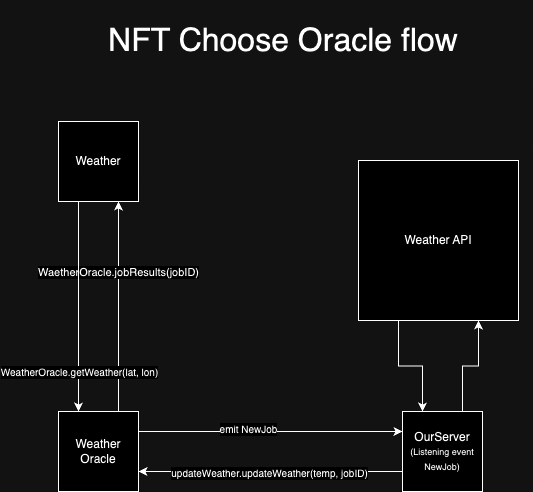 NFT Choose Oracle flow
Weather
Weather API
WaetherOracle.jobResults(jobID)
WeatherOracle.getWeather(lat, lon)
Weather
Oracle
emit NewJob
OurServer
(Listening event
NewJob)
updateWeather.updateWeather(temp, jobID)